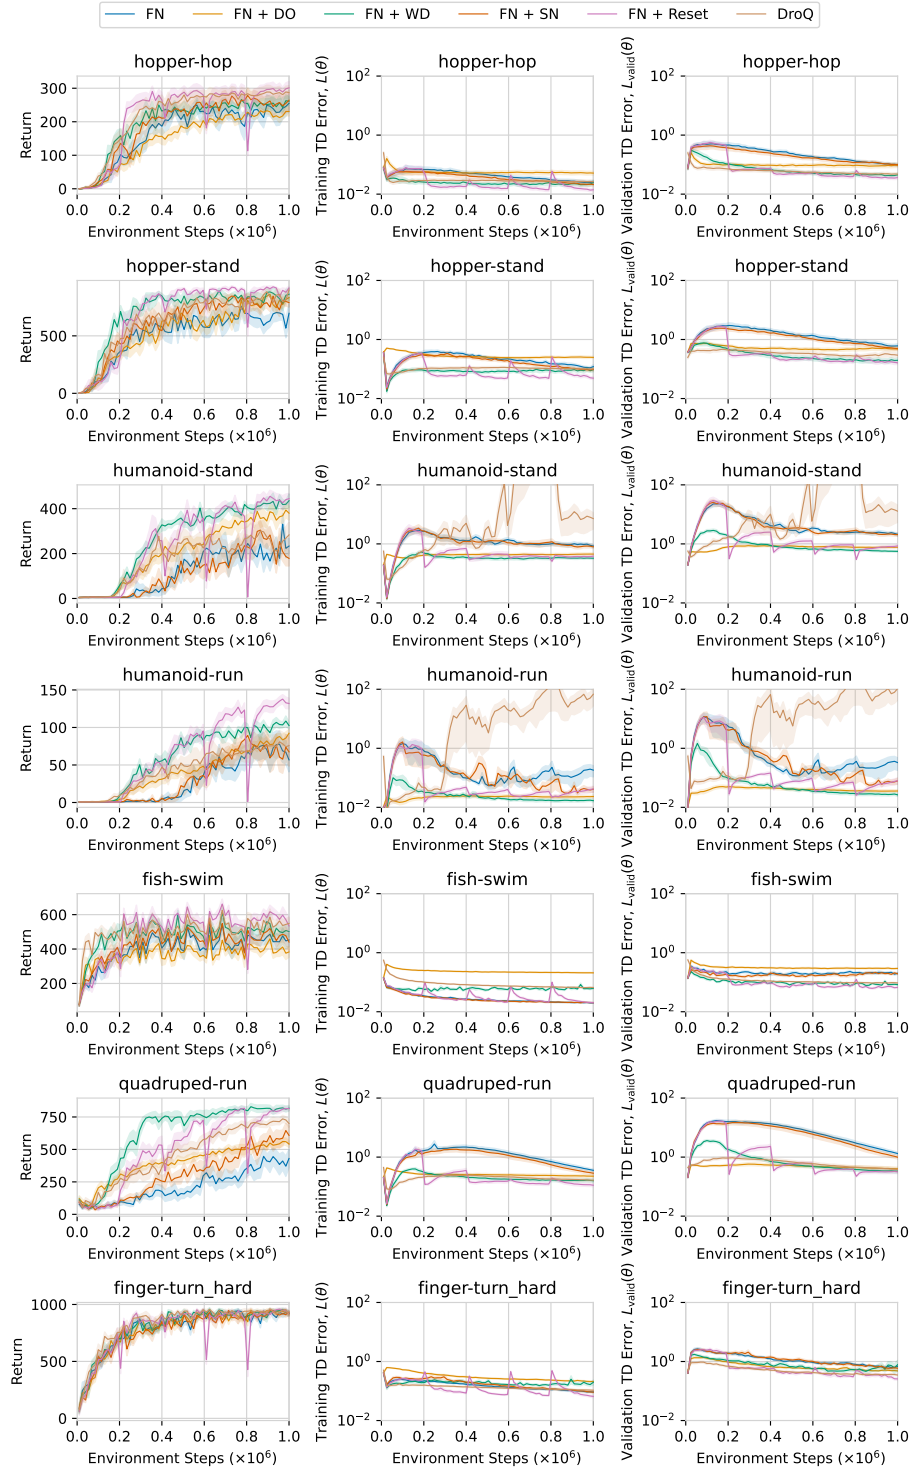 FN FN + DO FN + WD FN + SN FN + Reset DroQ
hopper-hop hopper-hop hopper-hop
Return 0 100 200 300
Training TD Error, L(θ) 10⁻² 10⁰ 10²
Validation TD Error, L_valid(θ) 10⁻² 10⁰ 10²
0.0 0.2 0.4 0.6 0.8 1.0 0.0 0.2 0.4 0.6 0.8 1.0 0.0 0.2 0.4 0.6 0.8 1.0
Environment Steps (×10⁶) Environment Steps (×10⁶) Environment Steps (×10⁶)
hopper-stand hopper-stand hopper-stand
Return 0 500
Training TD Error, L(θ) 10⁻² 10⁰ 10²
Validation TD Error, L_valid(θ) 10⁻² 10⁰ 10²
0.0 0.2 0.4 0.6 0.8 1.0 0.0 0.2 0.4 0.6 0.8 1.0 0.0 0.2 0.4 0.6 0.8 1.0
Environment Steps (×10⁶) Environment Steps (×10⁶) Environment Steps (×10⁶)
humanoid-stand humanoid-stand humanoid-stand
Return 0 200 400
Training TD Error, L(θ) 10⁻² 10⁰ 10²
Validation TD Error, L_valid(θ) 10⁻² 10⁰ 10²
0.0 0.2 0.4 0.6 0.8 1.0 0.0 0.2 0.4 0.6 0.8 1.0 0.0 0.2 0.4 0.6 0.8 1.0
Environment Steps (×10⁶) Environment Steps (×10⁶) Environment Steps (×10⁶)
humanoid-run humanoid-run humanoid-run
Return 0 50 100 150
Training TD Error, L(θ) 10⁻² 10⁰ 10²
Validation TD Error, L_valid(θ) 10⁻² 10⁰ 10²
0.0 0.2 0.4 0.6 0.8 1.0 0.0 0.2 0.4 0.6 0.8 1.0 0.0 0.2 0.4 0.6 0.8 1.0
Environment Steps (×10⁶) Environment Steps (×10⁶) Environment Steps (×10⁶)
fish-swim fish-swim fish-swim
Return 200 400 600
Training TD Error, L(θ) 10⁻² 10⁰ 10²
Validation TD Error, L_valid(θ) 10⁻² 10⁰ 10²
0.0 0.2 0.4 0.6 0.8 1.0 0.0 0.2 0.4 0.6 0.8 1.0 0.0 0.2 0.4 0.6 0.8 1.0
Environment Steps (×10⁶) Environment Steps (×10⁶) Environment Steps (×10⁶)
quadruped-run quadruped-run quadruped-run
Return 0 250 500 750
Training TD Error, L(θ) 10⁻² 10⁰ 10²
Validation TD Error, L_valid(θ) 10⁻² 10⁰ 10²
0.0 0.2 0.4 0.6 0.8 1.0 0.0 0.2 0.4 0.6 0.8 1.0 0.0 0.2 0.4 0.6 0.8 1.0
Environment Steps (×10⁶) Environment Steps (×10⁶) Environment Steps (×10⁶)
finger-turn_hard finger-turn_hard finger-turn_hard
Return 0 500 1000
Training TD Error, L(θ) 10⁻² 10⁰ 10²
Validation TD Error, L_valid(θ) 10⁻² 10⁰ 10²
0.0 0.2 0.4 0.6 0.8 1.0 0.0 0.2 0.4 0.6 0.8 1.0 0.0 0.2 0.4 0.6 0.8 1.0
Environment Steps (×10⁶) Environment Steps (×10⁶) Environment Steps (×10⁶)